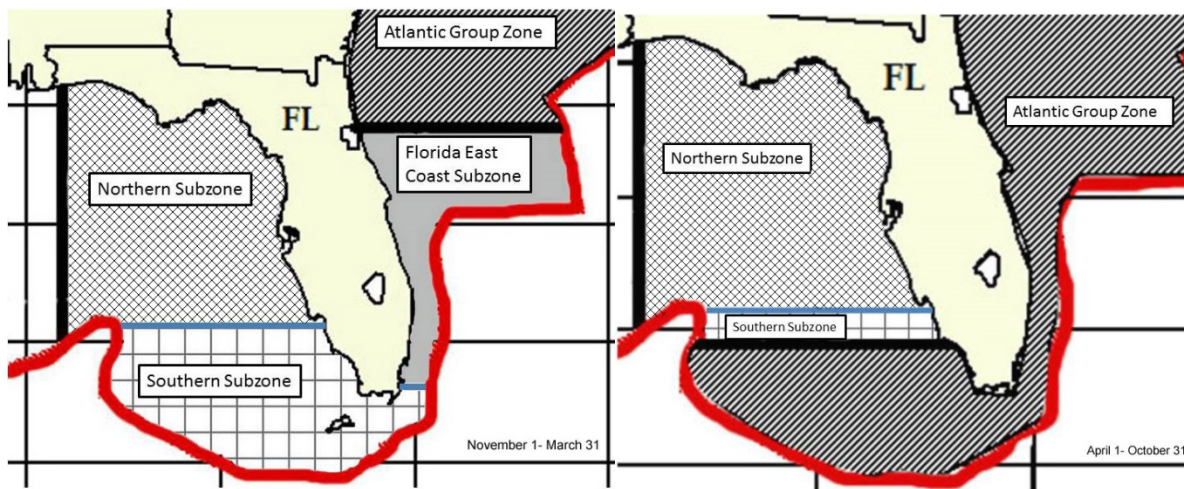 Atlantic Group Zone
FL
Florida East
Coast Subzone
Northern Subzone
Southern Subzone
November 1- March 31
FL
Atlantic Group Zone
Northern Subzone
Southern Subzone
April 1- October 31